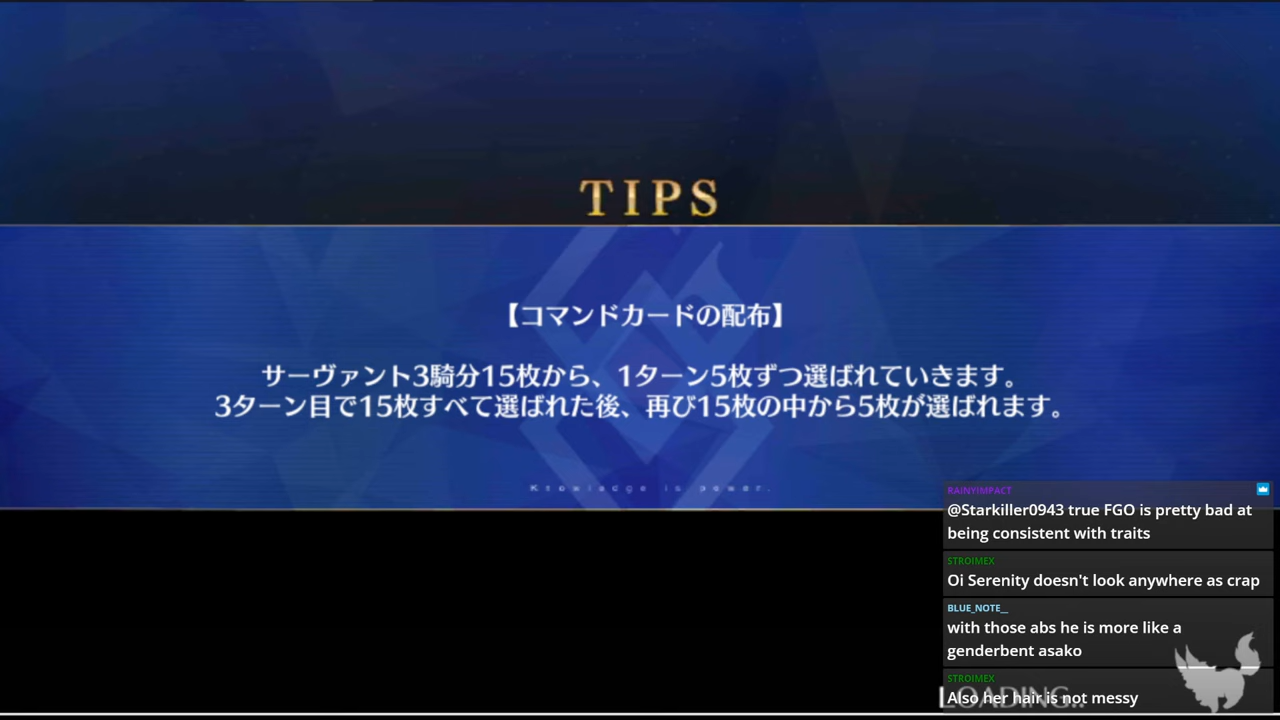 TIPS
【コマンドカードの配布】
サーヴァント3騎分15枚から、1ターン5枚ずつ選ばれていきます。
3ターン目で15枚すべて選ばれた後、再び15枚の中から5枚が選ばれます。
Knowledge is power.
RAINYIMPACT
@Starkiller0943 true FGO is pretty bad at
being consistent with traits
STROIMEX
Oi Serenity doesn't look anywhere as crap
BLUE_NOTE__
with those abs he is more like a
genderbent asako
STROIMEX
Also her hair is not messy
LOADING..